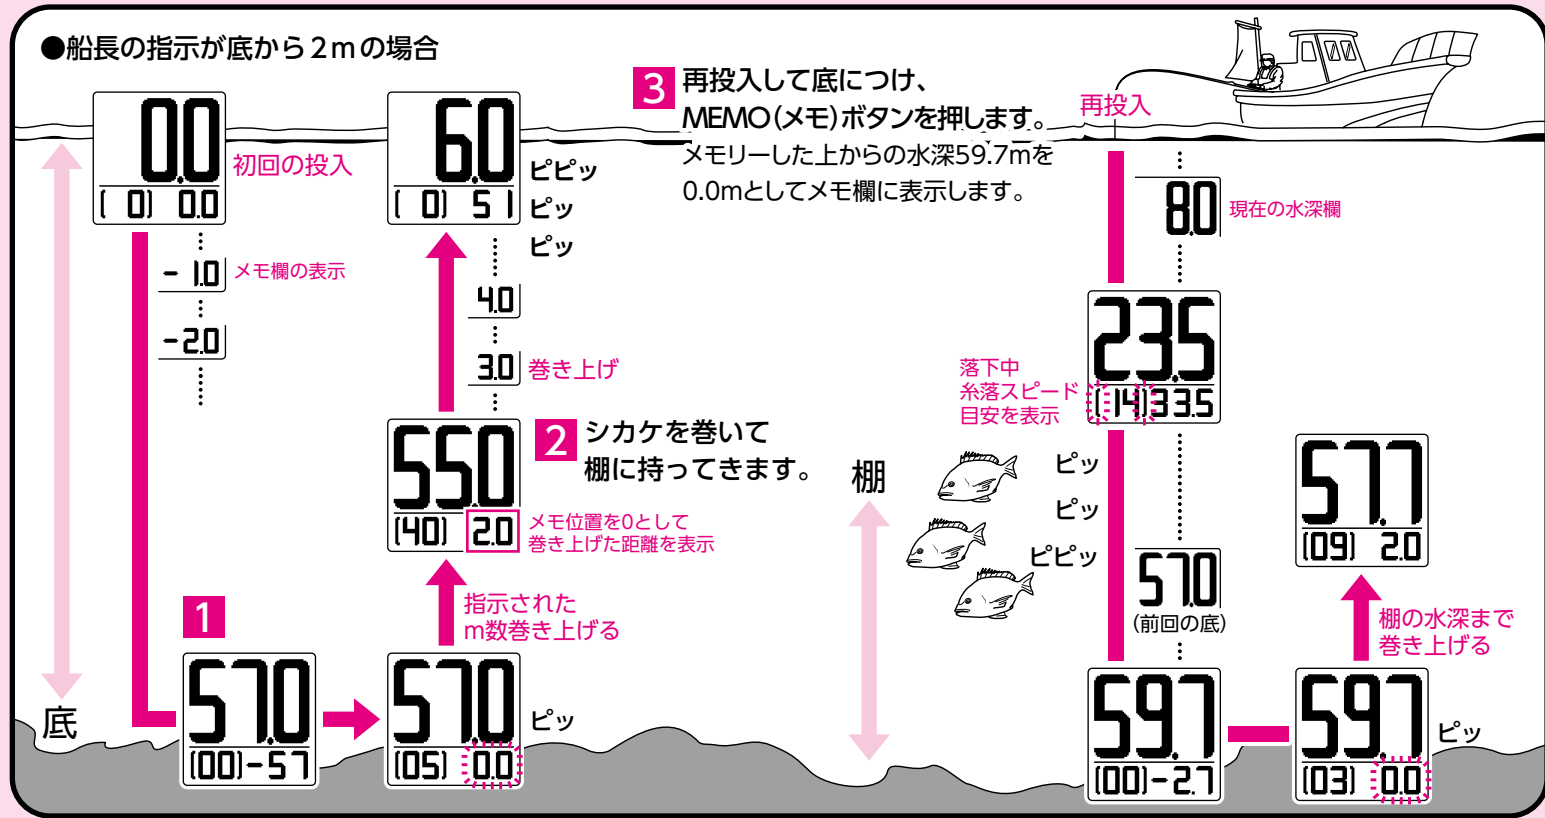 ●船長の指示が底から2mの場合
0.0
( 0) 0.0
初回の投入
- 1.0
メモ欄の表示
-2.0
底
1
57.0
(00)-57
57.0
(05) 0.0
ピッ
指示された
m数巻き上げる
55.0
(40) 2.0
メモ位置を0として
巻き上げた距離を表示
2 シカケを巻いて
棚に持ってきます。
3.0
巻き上げ
4.0
6.0
( 0) 51
ピピッ
ピッ
ピッ
3 再投入して底につけ、
MEMO(メモ)ボタンを押します。
メモリーした上からの水深59.7mを
0.0mとしてメモ欄に表示します。
再投入
8.0
現在の水深欄
23.5
(14)33.5
落下中
糸落スピード
目安を表示
棚
ピッ
ピッ
ピピッ
57.0
(前回の底)
59.7
(00)-2.7
59.7
(03) 0.0
ピッ
棚の水深まで
巻き上げる
57.7
(09) 2.0